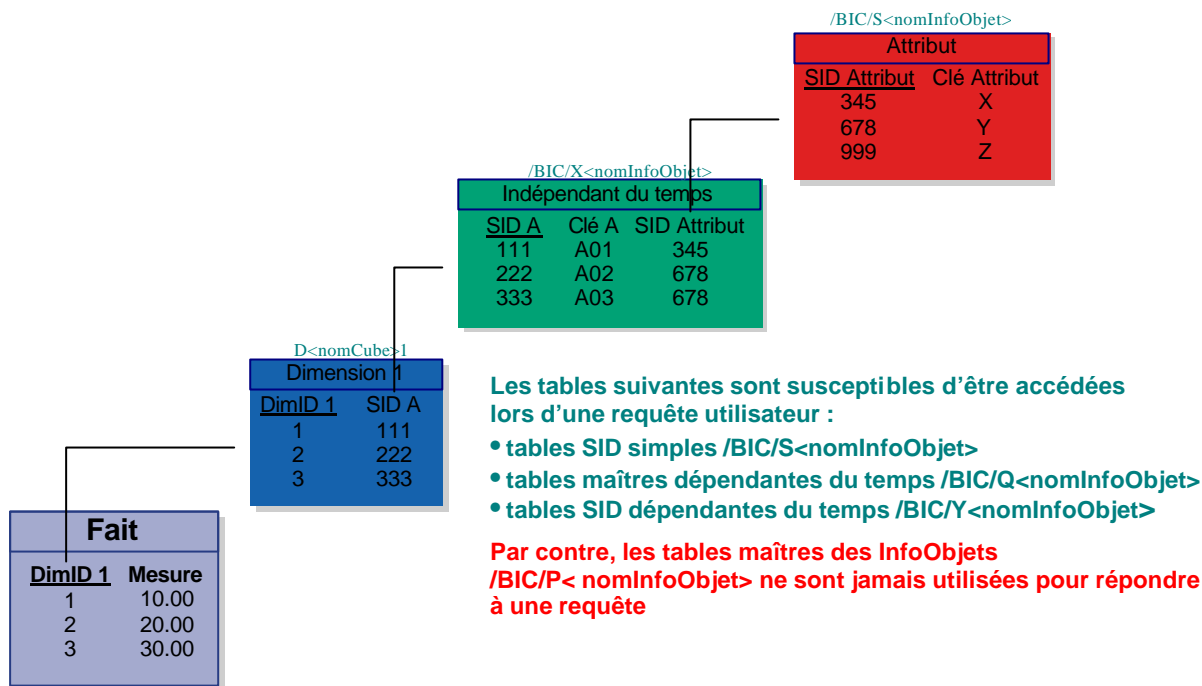 /BIC/S<nomInfoObjet>
Attribut
SID Attribut Clé Attribut
345 X
678 Y
999 Z
/BIC/X<nomInfoObjet>
Indépendant du temps
SID A Clé A SID Attribut
111 A01 345
222 A02 678
333 A03 678
D<nomCube>1
Dimension 1
DimID 1 SID A
1 111
2 222
3 333
Fait
DimID 1 Mesure
1 10.00
2 20.00
3 30.00
Les tables suivantes sont susceptibles d’être accédées
lors d’une requête utilisateur :
• tables SID simples /BIC/S<nomInfoObjet>
• tables maîtres dépendantes du temps /BIC/Q<nomInfoObjet>
• tables SID dépendantes du temps /BIC/Y<nomInfoObjet>
Par contre, les tables maîtres des InfoObjets
/BIC/P< nomInfoObjet> ne sont jamais utilisées pour répondre
à une requête